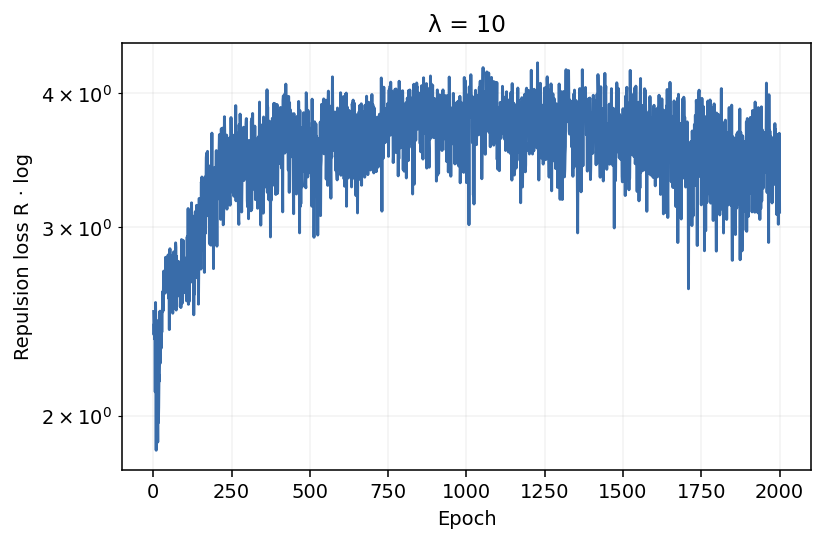 λ = 10
Repulsion loss R · log
4 × 10⁰
3 × 10⁰
2 × 10⁰
0 250 500 750 1000 1250 1500 1750 2000
Epoch